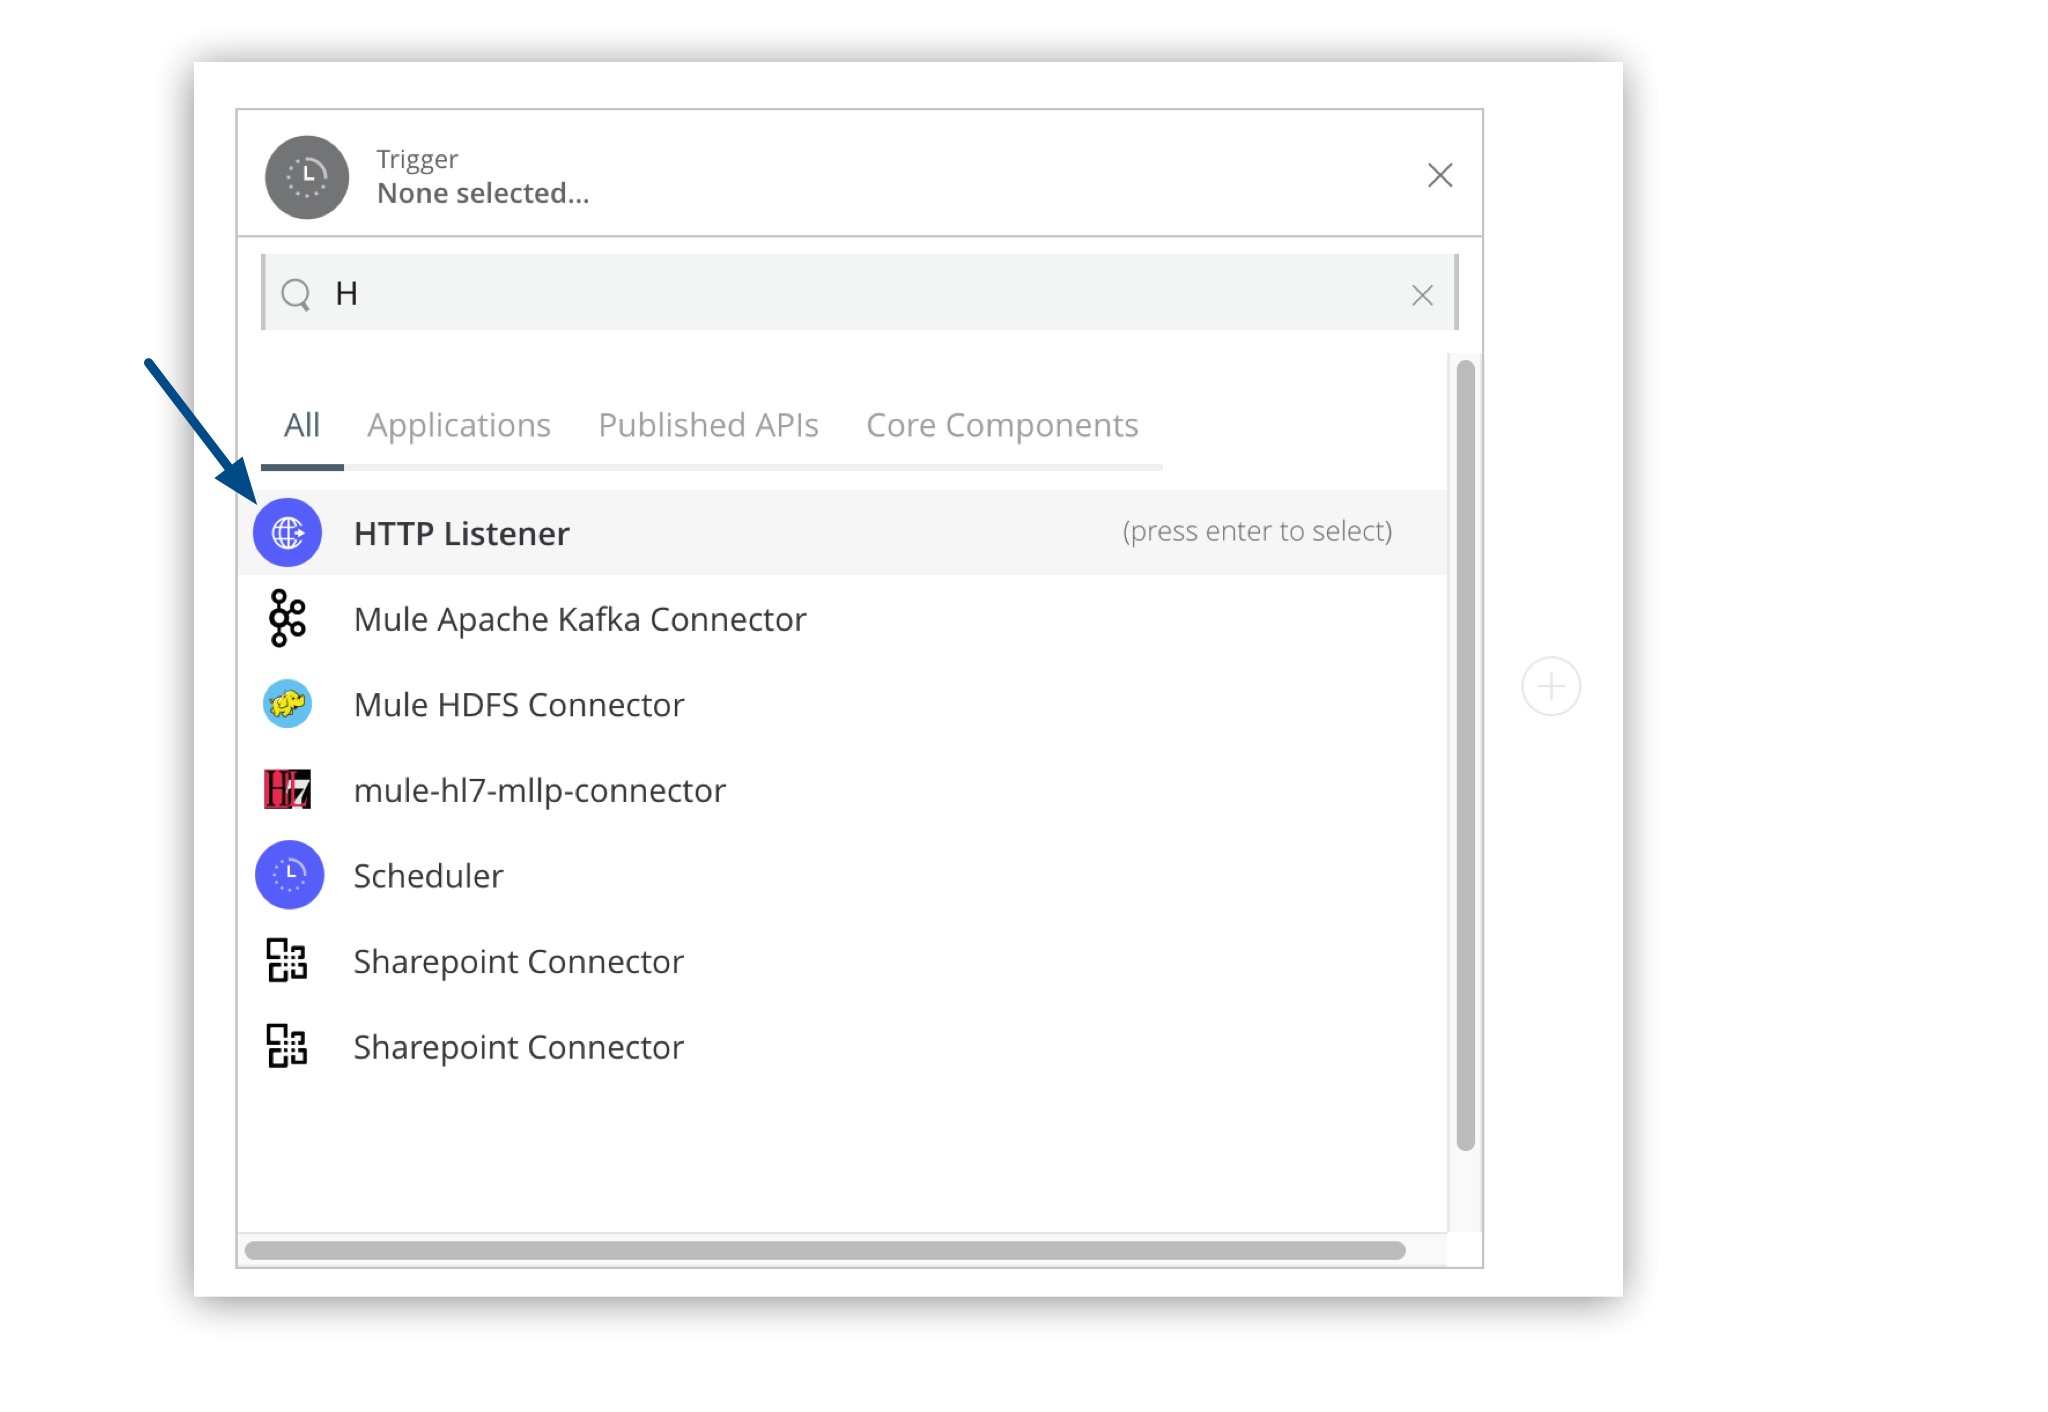 Trigger
None selected...
H
All Applications Published APIs Core Components
HTTP Listener (press enter to select)
Mule Apache Kafka Connector
Mule HDFS Connector
HL7 mule-hl7-mllp-connector
Scheduler
Sharepoint Connector
Sharepoint Connector